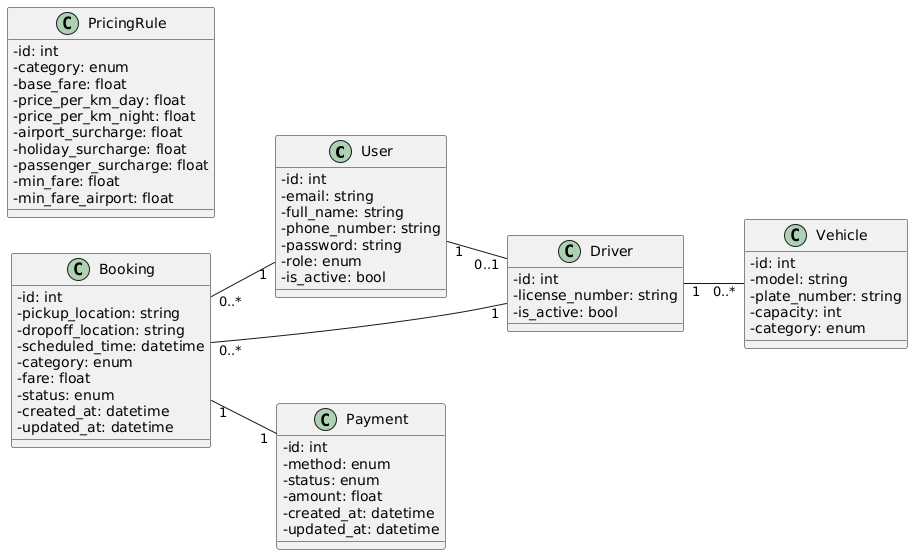 C PricingRule
-id: int
-category: enum
-base_fare: float
-price_per_km_day: float
-price_per_km_night: float
-airport_surcharge: float
-holiday_surcharge: float
-passenger_surcharge: float
-min_fare: float
-min_fare_airport: float
C User
-id: int
-email: string
-full_name: string
-phone_number: string
-password: string
-role: enum
-is_active: bool
C Booking
-id: int
-pickup_location: string
-dropoff_location: string
-scheduled_time: datetime
-category: enum
-fare: float
-status: enum
-created_at: datetime
-updated_at: datetime
C Driver
-id: int
-license_number: string
-is_active: bool
C Vehicle
-id: int
-model: string
-plate_number: string
-capacity: int
-category: enum
C Payment
-id: int
-method: enum
-status: enum
-amount: float
-created_at: datetime
-updated_at: datetime
0..*
1
1
0..1
0..*
1
1
0..*
1
1